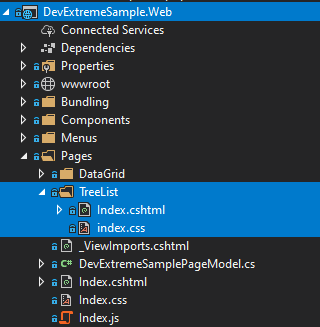 DevExtremeSample.Web
Connected Services
Dependencies
Properties
wwwroot
Bundling
Components
Menus
Pages
DataGrid
TreeList
Index.cshtml
index.css
_ViewImports.cshtml
C# DevExtremeSamplePageModel.cs
Index.cshtml
Index.css
Index.js